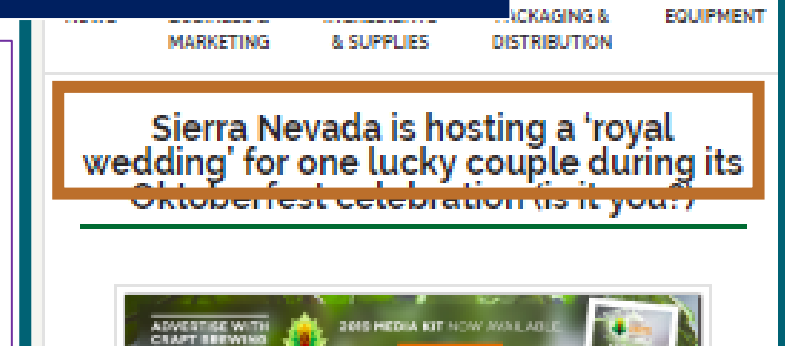 PACKAGING & EQUIPMENT
MARKETING & SUPPLIES DISTRIBUTION
Sierra Nevada is hosting a ‘royal
wedding’ for one lucky couple during its
Oktoberfest celebration (is it you?)
ADVERTISE WITH 2015 MEDIA KIT NOW AVAILABLE
CRAFT BREWING